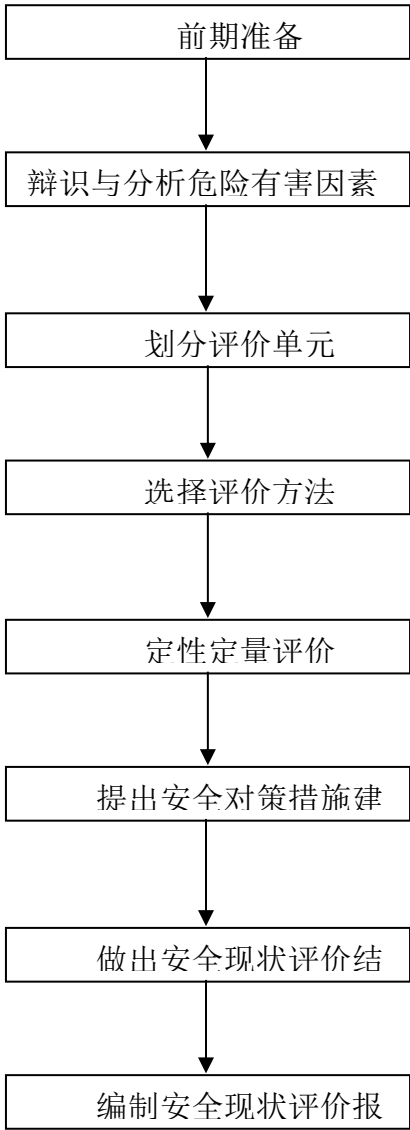 前期准备
辩识与分析危险有害因素
划分评价单元
选择评价方法
定性定量评价
提出安全对策措施建
做出安全现状评价结
编制安全现状评价报